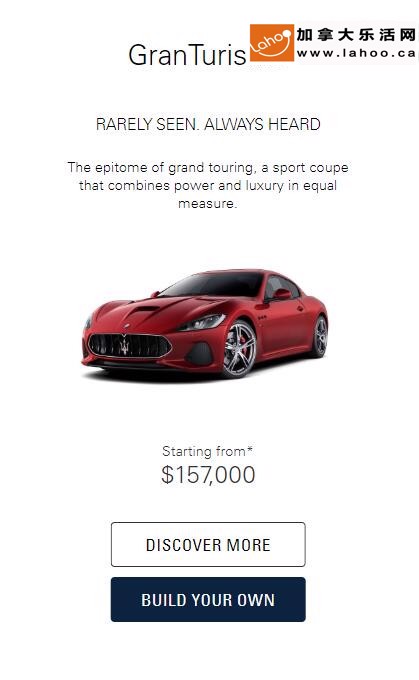 GranTuris
Laho
加拿大乐活网
www.lahoo.ca
RARELY SEEN. ALWAYS HEARD
The epitome of grand touring, a sport coupe
that combines power and luxury in equal
measure.
Starting from*
$157,000
DISCOVER MORE
BUILD YOUR OWN